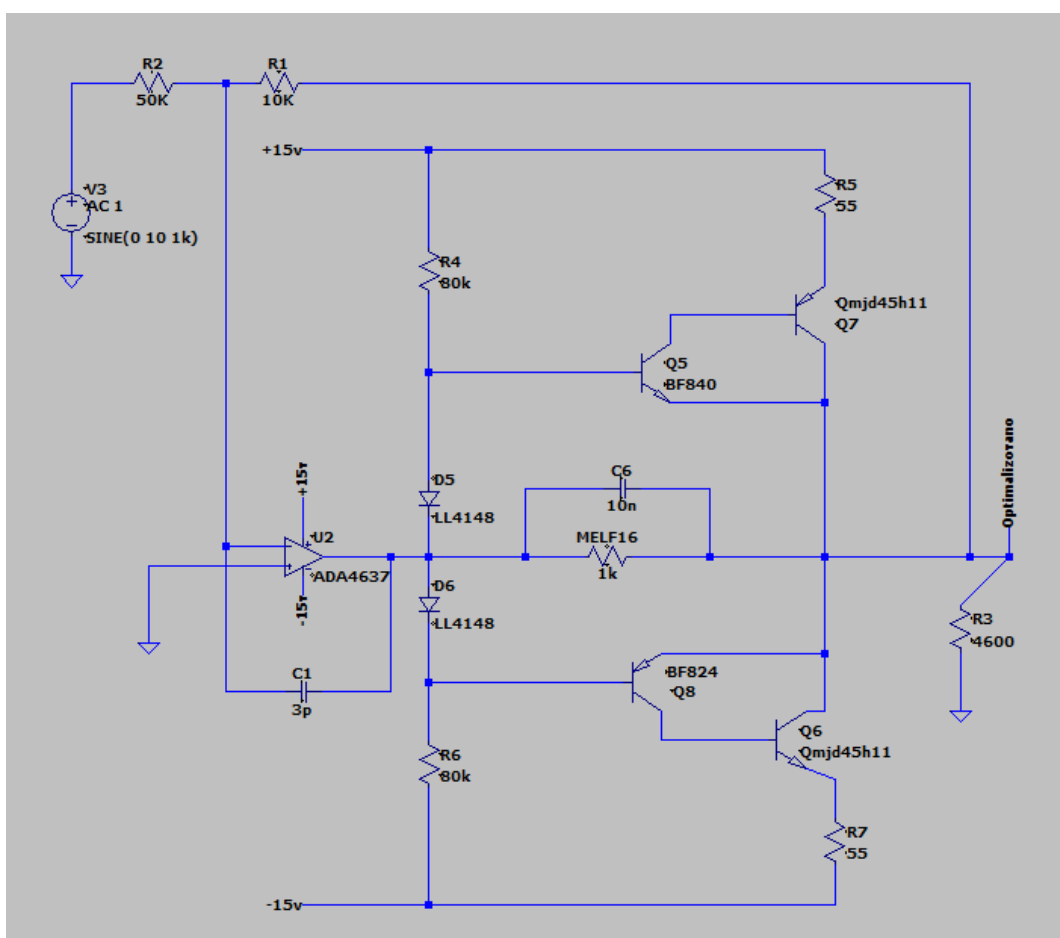 R2
50K
R1
10K
+15v
V3
AC 1
SINE(0 10 1k)
R5
55
R4
80k
Qmjd45h11
Q7
Q5
BF840
D5
LL4148
C6
10n
MELF16
1k
Optimalizovano
+15v
U2
ADA4637
-15v
D6
LL4148
R3
4600
C1
3p
BF824
Q8
Q6
Qmjd45h11
R6
80k
R7
55
-15v